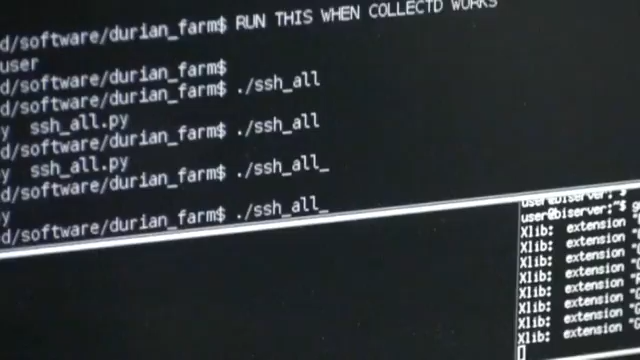 d/software/durian_farm$ RUN THIS WHEN COLLECTD WORKS
user
d/software/durian_farm$
d/software/durian_farm$ ./ssh_all
y ssh_all.py
d/software/durian_farm$ ./ssh_all
y ssh_all.py
d/software/durian_farm$ ./ssh_all_
y
d/software/durian_farm$ ./ssh_all_
user@biserver:~$
user@biserver:~$ g
Xlib: extension "
Xlib: extension "
Xlib: extension "
Xlib: extension "
Xlib: extension "
Xlib: extension "G
Xlib: extension "G